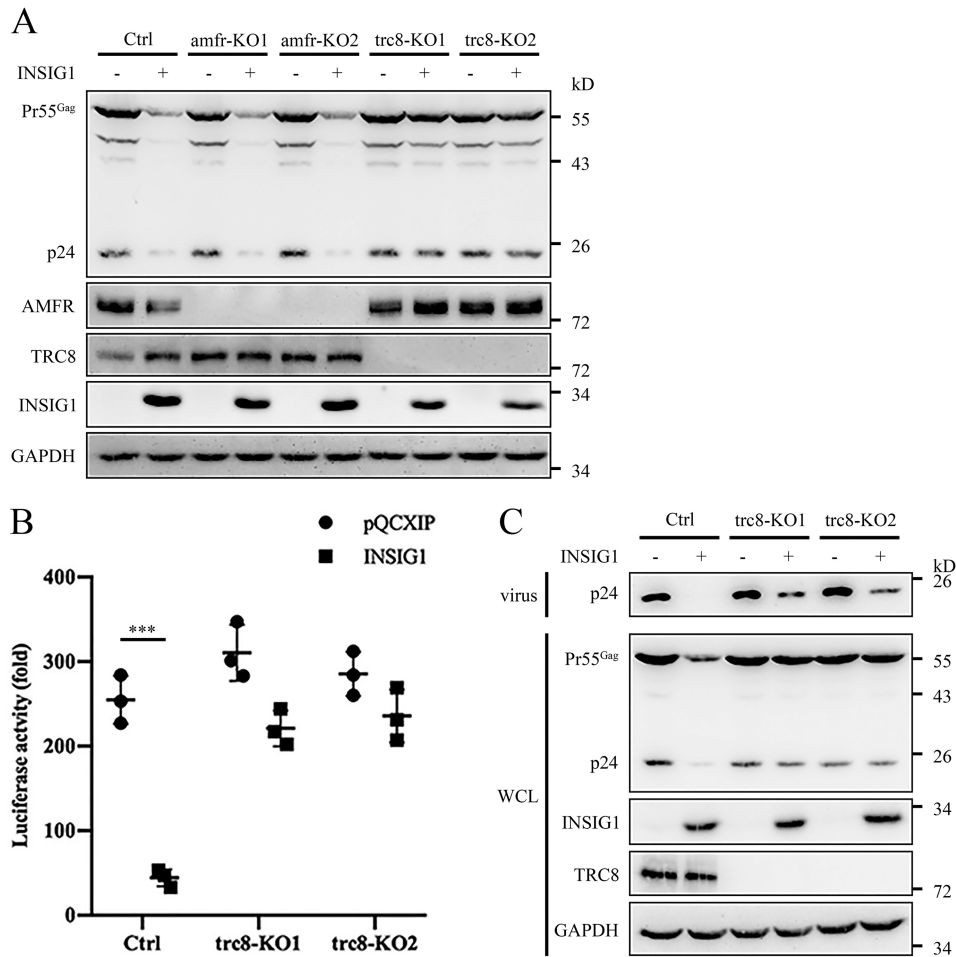 A
Ctrl amfr-KO1 amfr-KO2 trc8-KO1 trc8-KO2
INSIG1 - + - + - + - + - + kD
Pr55Gag 55
43
p24 26
AMFR 72
TRC8 72
INSIG1 34
GAPDH 34
B
pQCXIP
INSIG1
Luciferase actvity (fold)
400
300
200
100
0
***
Ctrl trc8-KO1 trc8-KO2
C
Ctrl trc8-KO1 trc8-KO2
INSIG1 - + - + - + kD
virus p24 26
WCL
Pr55Gag 55
43
p24 26
INSIG1 34
TRC8 72
GAPDH 34